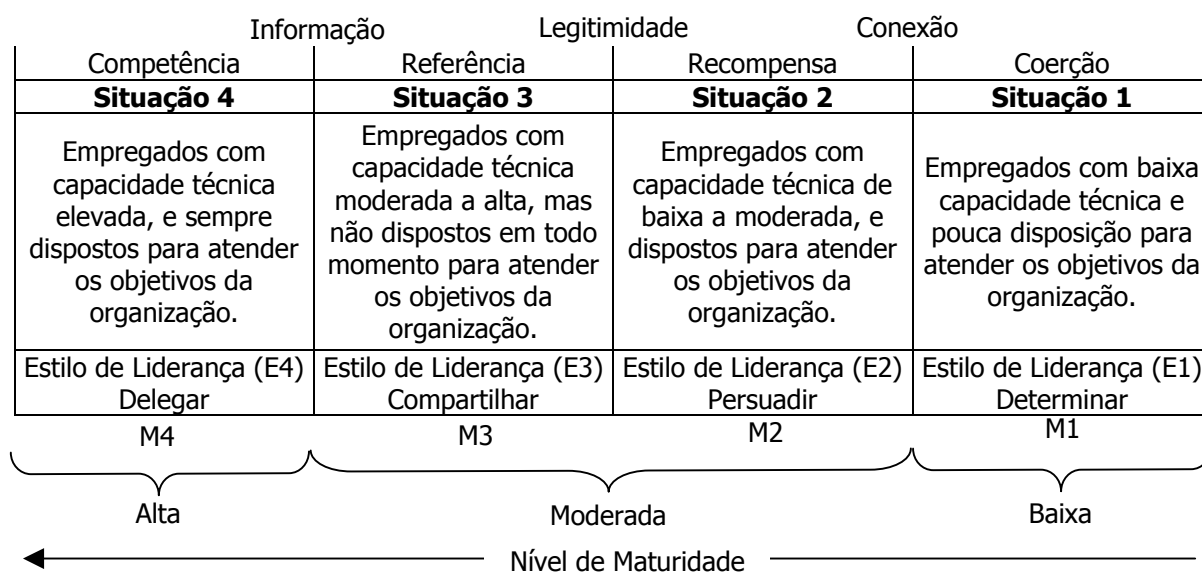 Informação Legitimidade Conexão
Competência Referência Recompensa Coerção
Situação 4 Situação 3 Situação 2 Situação 1
Empregados com
capacidade técnica
elevada, e sempre
dispostos para atender
os objetivos da
organização.
Empregados com
capacidade técnica
moderada a alta, mas
não dispostos em todo
momento para atender
os objetivos da
organização.
Empregados com
capacidade técnica de
baixa a moderada, e
dispostos para atender
os objetivos da
organização.
Empregados com baixa
capacidade técnica e
pouca disposição para
atender os objetivos da
organização.
Estilo de Liderança (E4)
Delegar
Estilo de Liderança (E3)
Compartilhar
Estilo de Liderança (E2)
Persuadir
Estilo de Liderança (E1)
Determinar
M4 M3 M2 M1
Alta Moderada Baixa
Nível de Maturidade